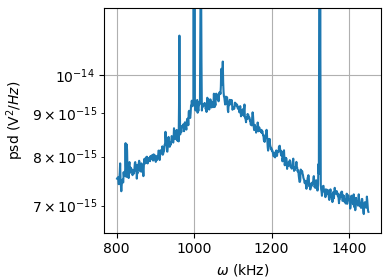 psd (V²/Hz)
10⁻¹⁴
9 × 10⁻¹⁵
8 × 10⁻¹⁵
7 × 10⁻¹⁵
800 1000 1200 1400
ω (kHz)